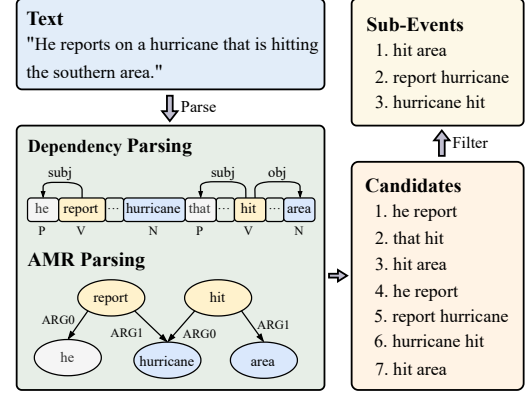 Text
"He reports on a hurricane that is hitting
the southern area."
Parse
Dependency Parsing
subj subj obj
he report ... hurricane that ... hit ... area
P V N P V N
AMR Parsing
report hit
ARG0 ARG1 ARG0 ARG1
he hurricane area
Sub-Events
1. hit area
2. report hurricane
3. hurricane hit
Filter
Candidates
1. he report
2. that hit
3. hit area
4. he report
5. report hurricane
6. hurricane hit
7. hit area